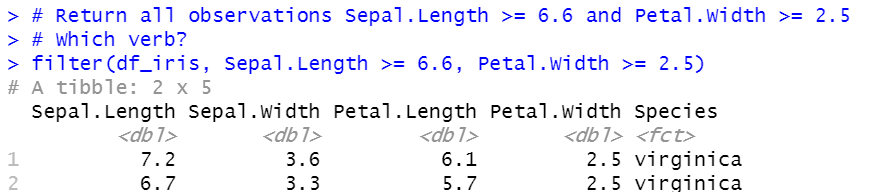 > # Return all observations Sepal.Length >= 6.6 and Petal.Width >= 2.5
> # Which verb?
> filter(df_iris, Sepal.Length >= 6.6, Petal.Width >= 2.5)
# A tibble: 2 x 5
  Sepal.Length Sepal.Width Petal.Length Petal.Width Species
         <dbl>       <dbl>        <dbl>       <dbl> <fct>
1          7.2         3.6          6.1         2.5 virginica
2          6.7         3.3          5.7         2.5 virginica